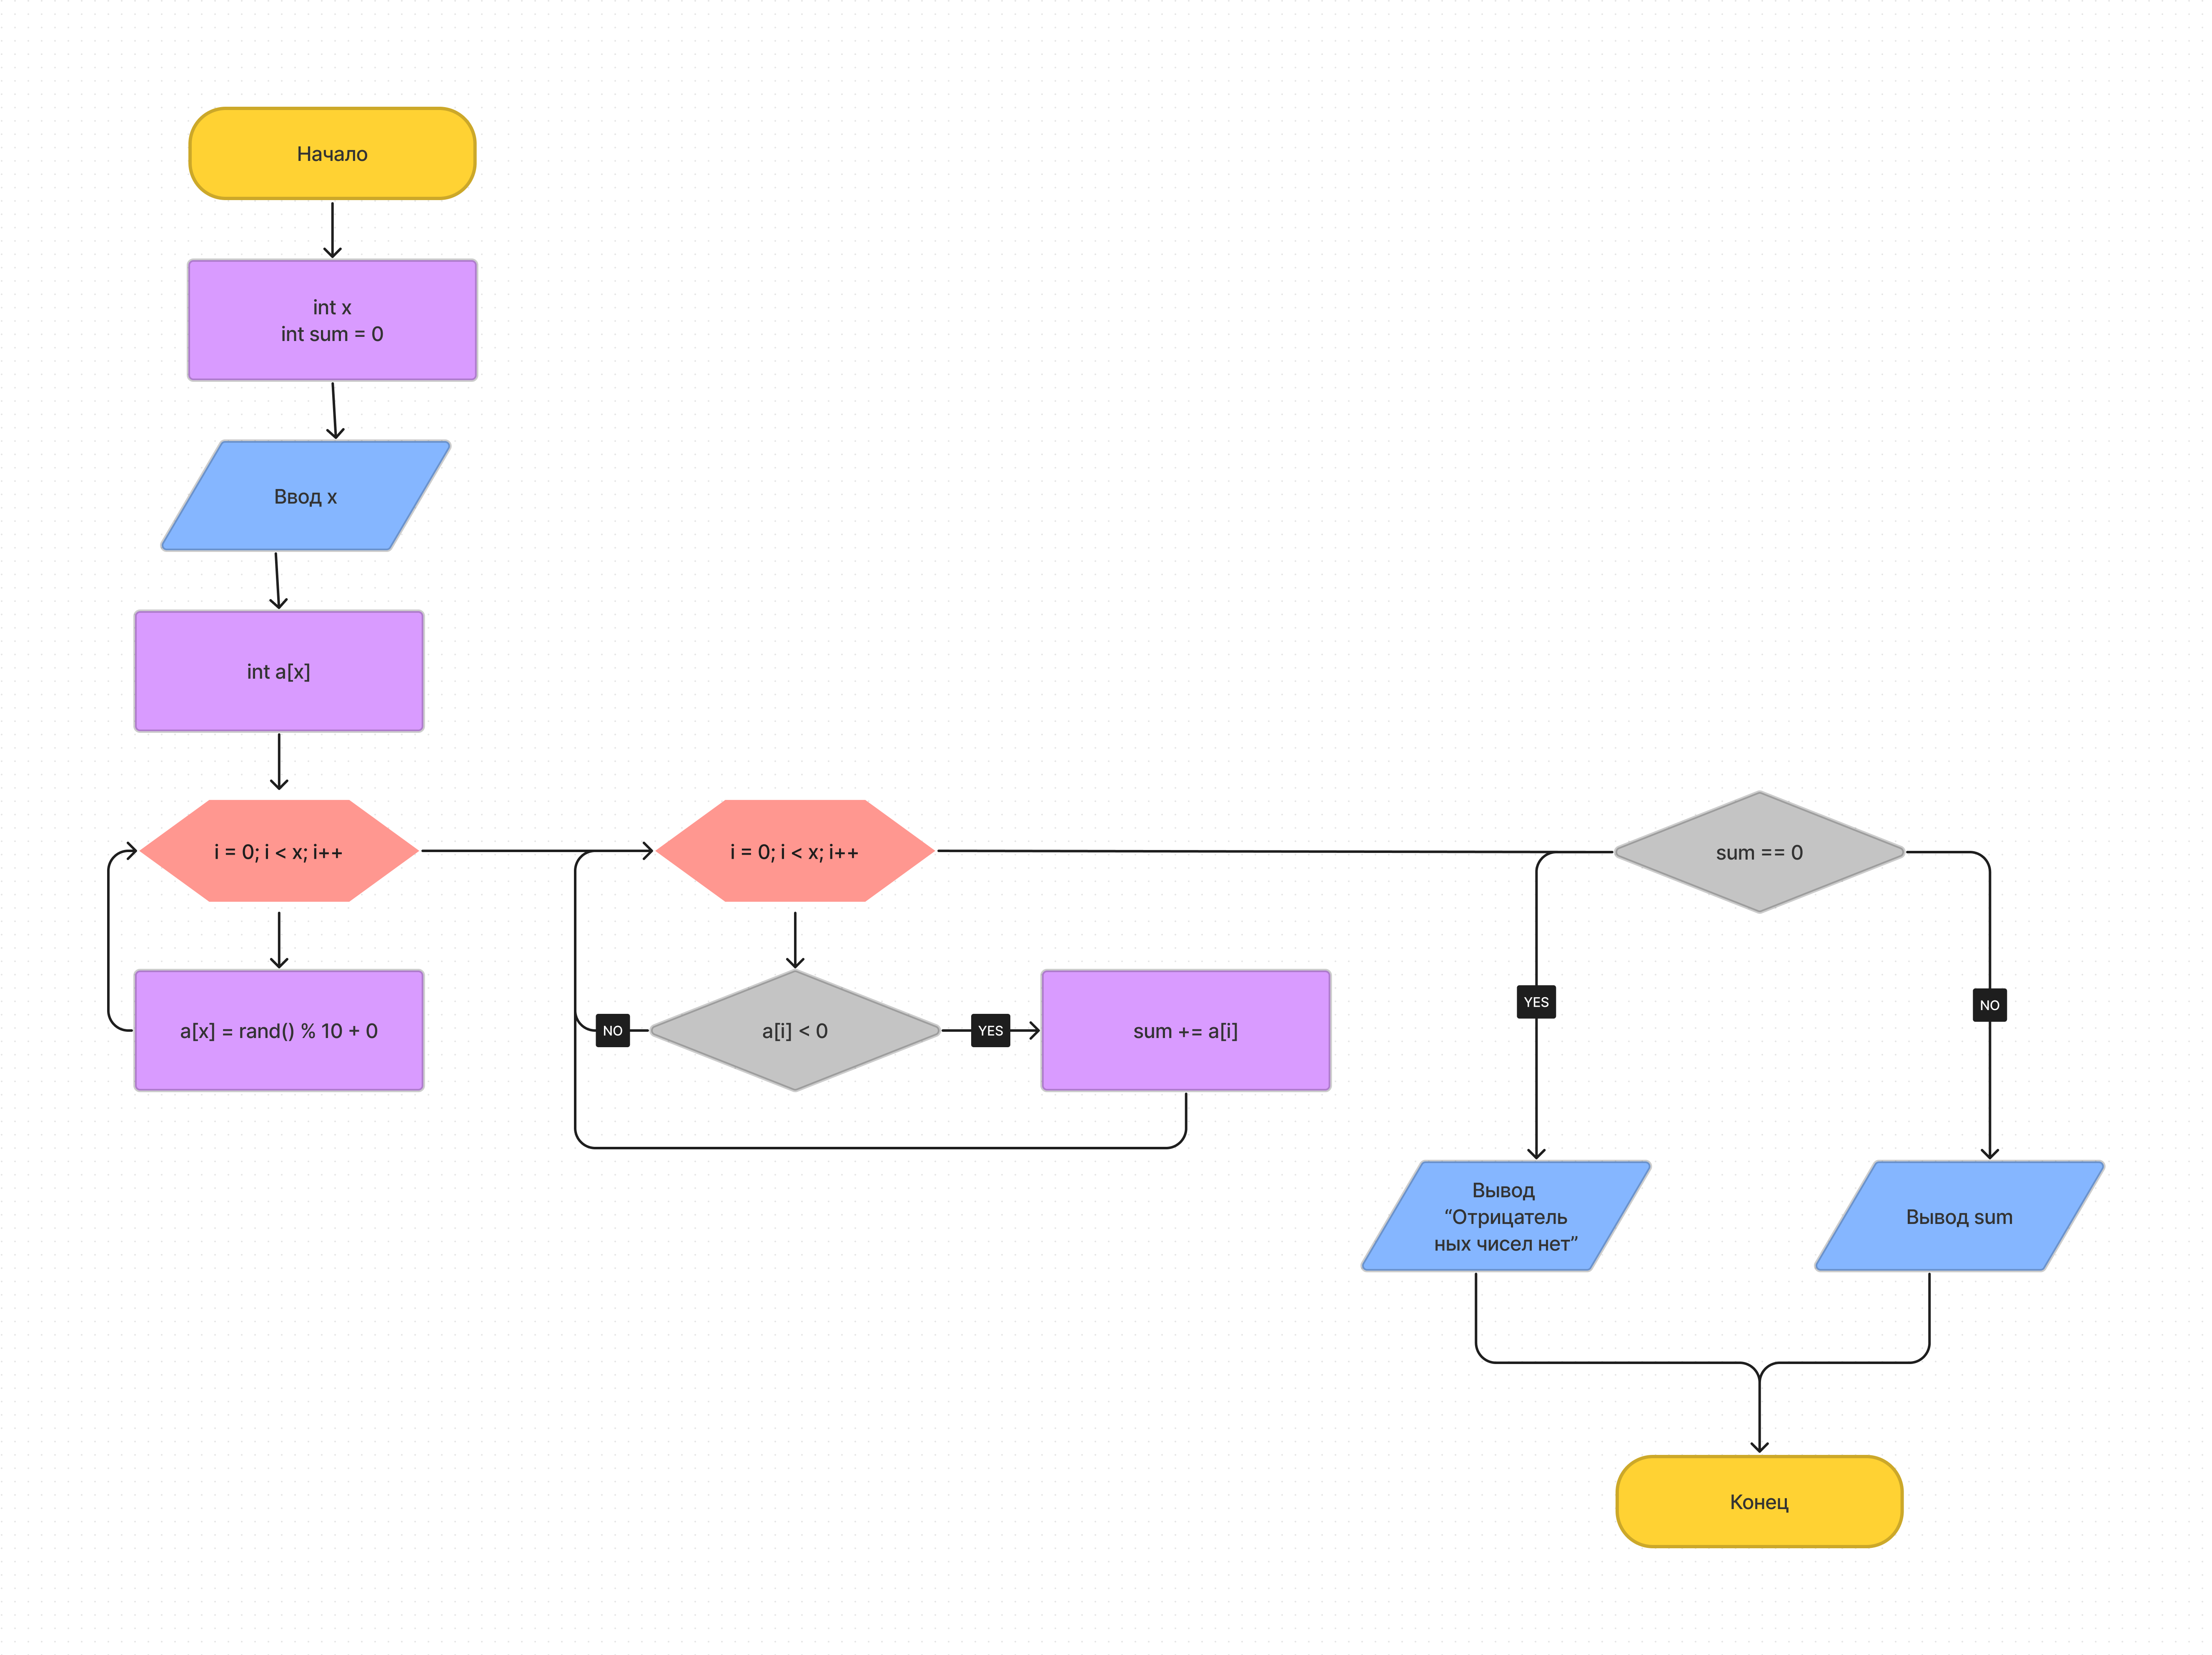 Начало
int x
int sum = 0
Ввод x
int a[x]
i = 0; i < x; i++
a[x] = rand() % 10 + 0
i = 0; i < x; i++
a[i] < 0
NO
YES
sum += a[i]
sum == 0
YES
NO
Вывод
“Отрицатель
ных чисел нет”
Вывод sum
Конец